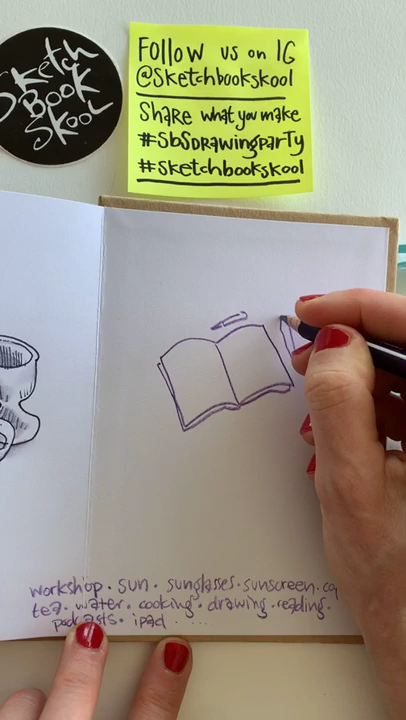 Sketch
Book
Skool
Follow us on IG
@Sketchbookskool
Share what you make
#SbSDrawingParTy
#Sketchbookskool
workshop · sun · sunglasses · sunscreen ·
tea · water · cooking · drawing · reading ·
podcasts · ipad · · · · ·